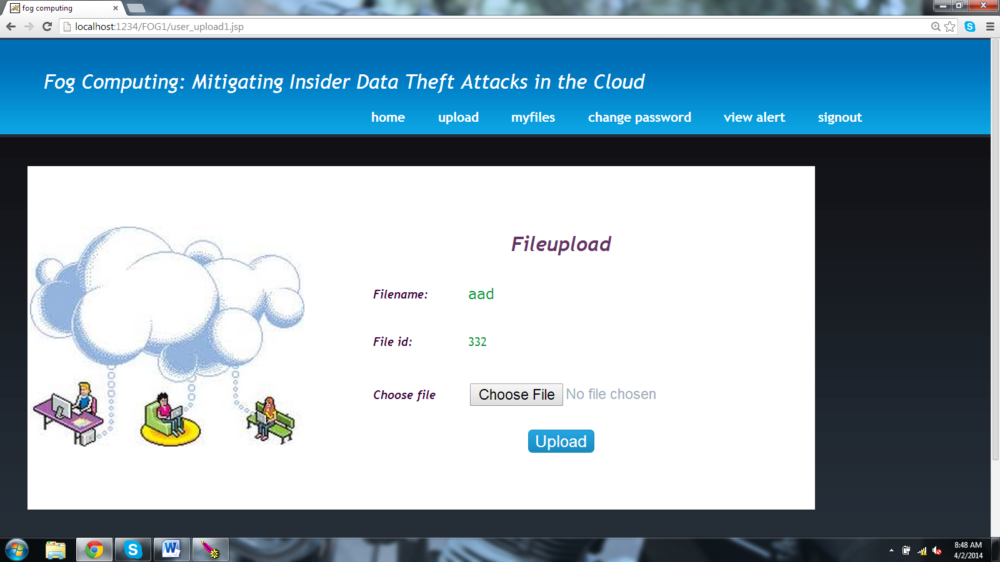 fog computing
localhost:1234/FOG1/user_upload1.jsp
Fog Computing: Mitigating Insider Data Theft Attacks in the Cloud
home upload myfiles change password view alert signout
Fileupload
Filename: aad
File id: 332
Choose file Choose File No file chosen
Upload
8:48 AM
4/2/2014